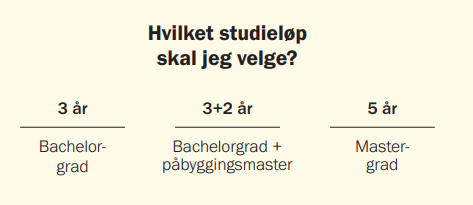 Hvilket studieløp
skal jeg velge?
3 år
Bachelor-
grad
3+2 år
Bachelorgrad +
påbyggingsmaster
5 år
Master-
grad